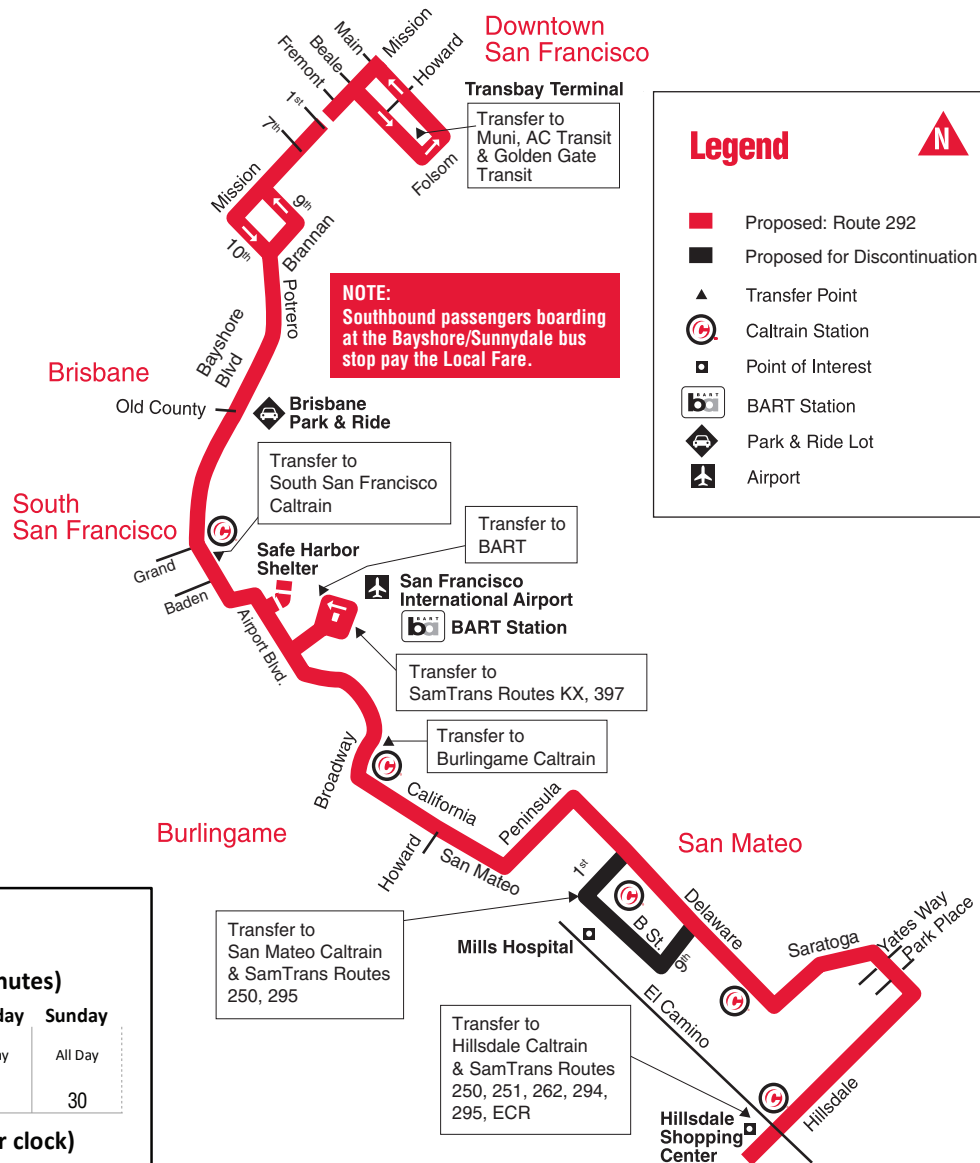 Downtown
San Francisco
Mission
Main
Beale
Fremont
1st
7th
Howard
Transbay Terminal
Transfer to
Muni, AC Transit
& Golden Gate
Transit
Folsom
Mission
9th
10th
Brannan
Potrero
NOTE:
Southbound passengers boarding
at the Bayshore/Sunnydale bus
stop pay the Local Fare.
Legend
N
Proposed: Route 292
Proposed for Discontinuation
Transfer Point
Caltrain Station
Point of Interest
BART
ba
BART Station
Park & Ride Lot
Airport
Bayshore
Blvd
Brisbane
Old County
Brisbane
Park & Ride
Transfer to
South San Francisco
Caltrain
South
San Francisco
Grand
Baden
Airport Blvd.
Safe Harbor
Shelter
Transfer to
BART
San Francisco
International Airport
BART
ba
BART Station
Transfer to
SamTrans Routes KX, 397
Transfer to
Burlingame Caltrain
Broadway
California
Burlingame
Howard
San Mateo
Peninsula
San Mateo
1st
B St.
9th
Delaware
Mills Hospital
Transfer to
San Mateo Caltrain
& SamTrans Routes
250, 295
El Camino
Saratoga
Yates Way
Park Place
Hillsdale
Transfer to
Hillsdale Caltrain
& SamTrans Routes
250, 251, 262, 294,
295, ECR
Hillsdale
Shopping
Center
nutes)
day Sunday
y All Day
30
r clock)